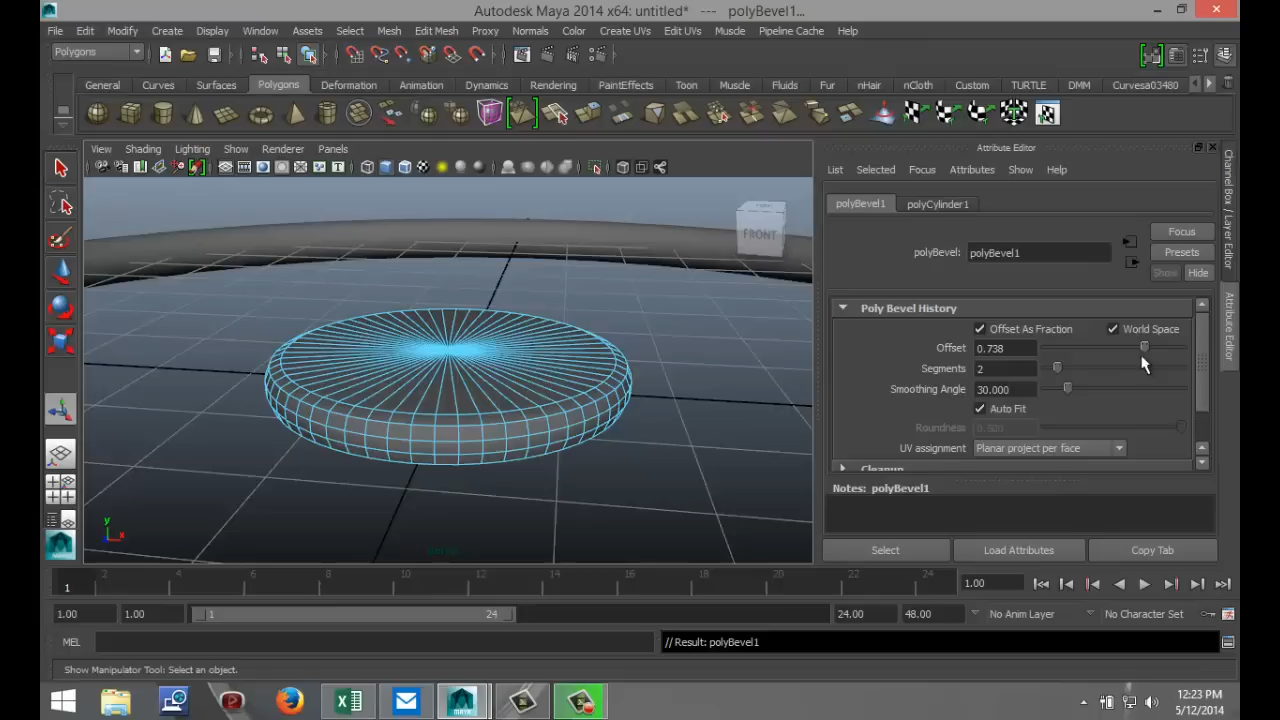 Autodesk Maya 2014 x64: untitled* --- polyBevel1...
File Edit Modify Create Display Window Assets Select Mesh Edit Mesh Proxy Normals Color Create UVs Edit UVs Muscle Pipeline Cache Help
Polygons
General Curves Surfaces Polygons Deformation Animation Dynamics Rendering PaintEffects Toon Muscle Fluids Fur nHair nCloth Custom TURTLE DMM Curvesa03480
View Shading Lighting Show Renderer Panels
Attribute Editor
List Selected Focus Attributes Show Help
polyBevel1 polyCylinder1
Focus
polyBevel: polyBevel1
Presets
Show Hide
Poly Bevel History
Offset As Fraction World Space
Offset 0.738
Segments 2
Smoothing Angle 30.000
Auto Fit
Roundness
UV assignment Planar project per face
Cleanup
Notes: polyBevel1
Select Load Attributes Copy Tab
Channel Box / Layer Editor
Attribute Editor
FRONT
y
x
2 4 6 8 10 12 14 16 18 20 22 24
1
1.00
1.00 1.00 1 24 24.00 48.00 No Anim Layer No Character Set
MEL // Result: polyBevel1
Show Manipulator Tool: Select an object.
12:23 PM
5/12/2014